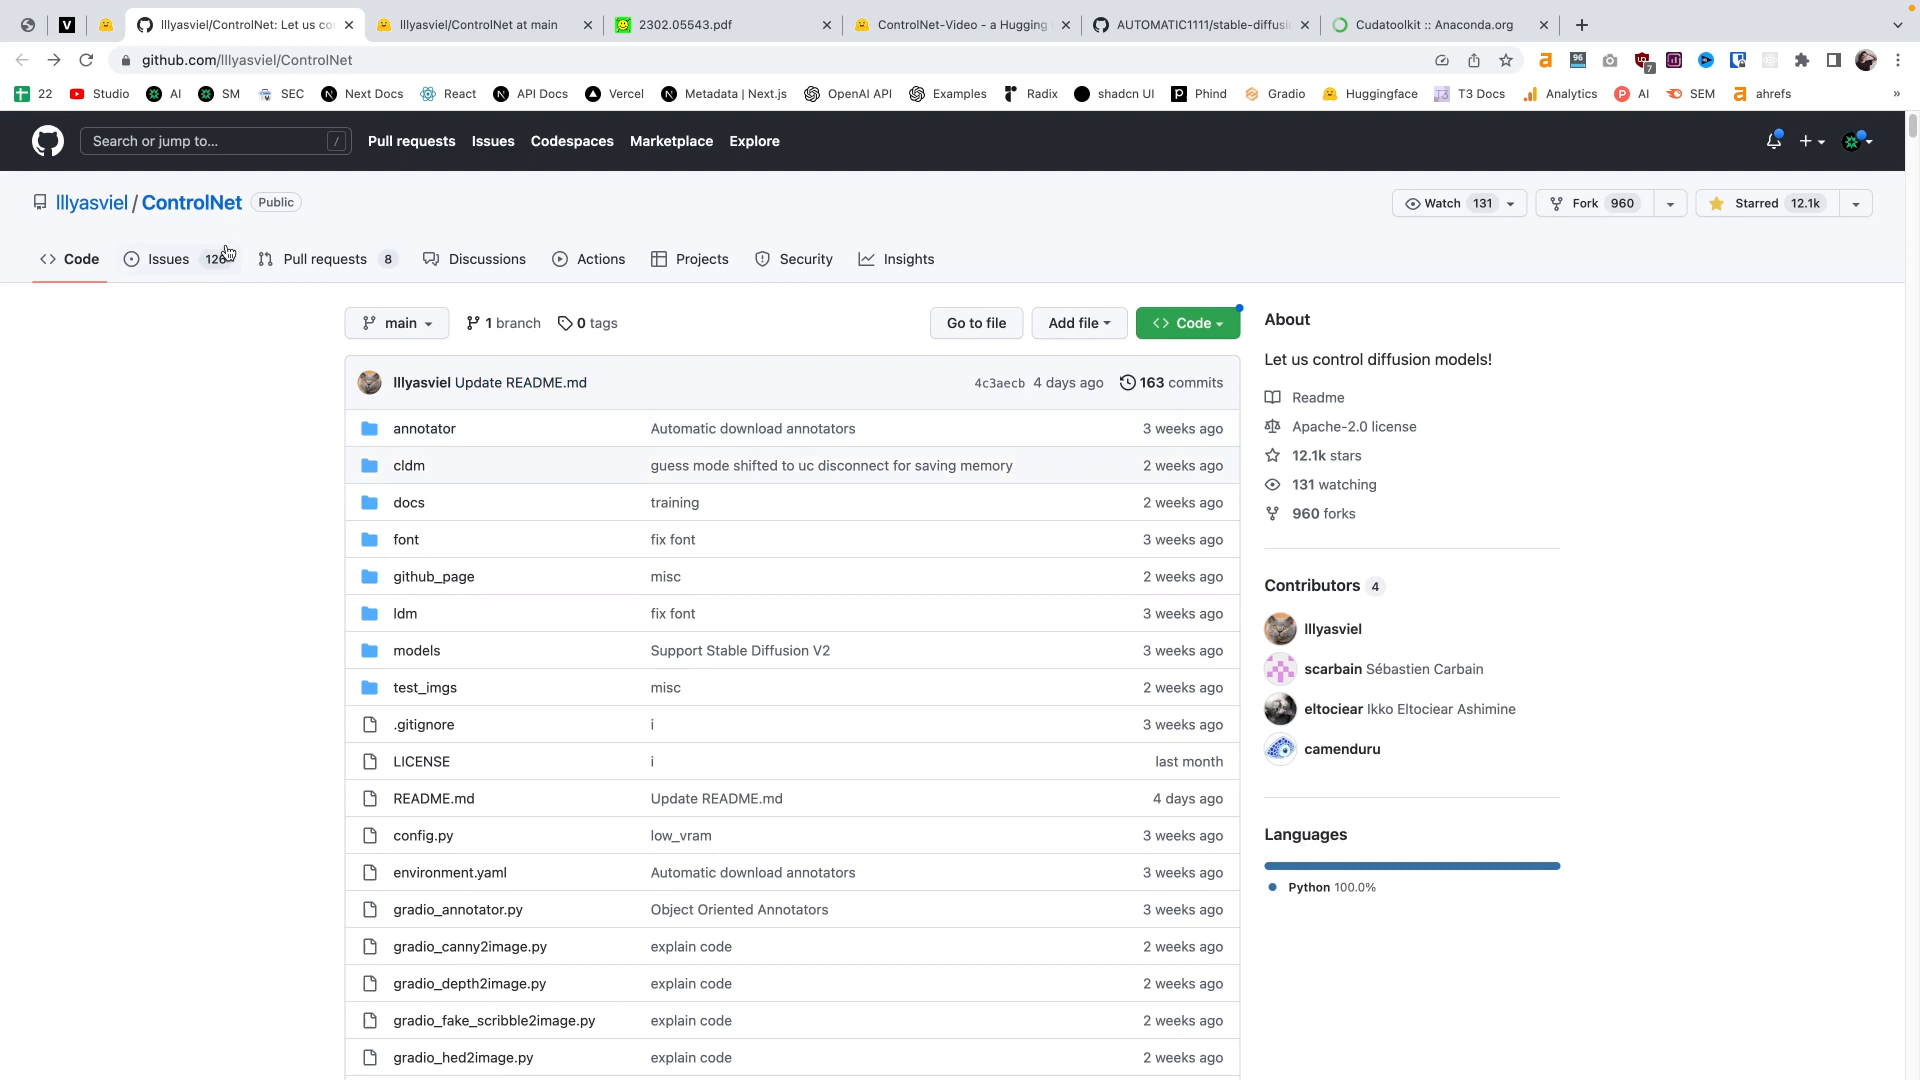 lllyasviel/ControlNet: Let us co
lllyasviel/ControlNet at main
2302.05543.pdf
ControlNet-Video - a Hugging
AUTOMATIC1111/stable-diffusi
Cudatoolkit :: Anaconda.org
github.com/lllyasviel/ControlNet
96
7
22
Studio
AI
SM
SEC
Next Docs
React
API Docs
Vercel
Metadata | Next.js
OpenAI API
Examples
Radix
shadcn UI
Phind
Gradio
Huggingface
T3 Docs
Analytics
AI
SEM
ahrefs
»
Search or jump to...
/
Pull requests
Issues
Codespaces
Marketplace
Explore
lllyasviel / ControlNet
Public
Watch 131
Fork 960
Starred 12.1k
Code
Issues
Pull requests 8
Discussions
Actions
Projects
Security
Insights
main
1 branch
0 tags
Go to file
Add file
Code
About
Let us control diffusion models!
lllyasviel Update README.md
4c3aecb 4 days ago
163 commits
Readme
annotator
Automatic download annotators
3 weeks ago
Apache-2.0 license
12.1k stars
cldm
guess mode shifted to uc disconnect for saving memory
2 weeks ago
131 watching
docs
training
2 weeks ago
960 forks
font
fix font
3 weeks ago
github_page
misc
2 weeks ago
Contributors 4
ldm
fix font
3 weeks ago
lllyasviel
models
Support Stable Diffusion V2
3 weeks ago
scarbain Sébastien Carbain
test_imgs
misc
2 weeks ago
eltociear Ikko Eltociear Ashimine
.gitignore
i
3 weeks ago
camenduru
LICENSE
i
last month
README.md
Update README.md
4 days ago
config.py
low_vram
3 weeks ago
Languages
environment.yaml
Automatic download annotators
3 weeks ago
Python 100.0%
gradio_annotator.py
Object Oriented Annotators
3 weeks ago
gradio_canny2image.py
explain code
2 weeks ago
gradio_depth2image.py
explain code
2 weeks ago
gradio_fake_scribble2image.py
explain code
2 weeks ago
gradio_hed2image.py
explain code
2 weeks ago